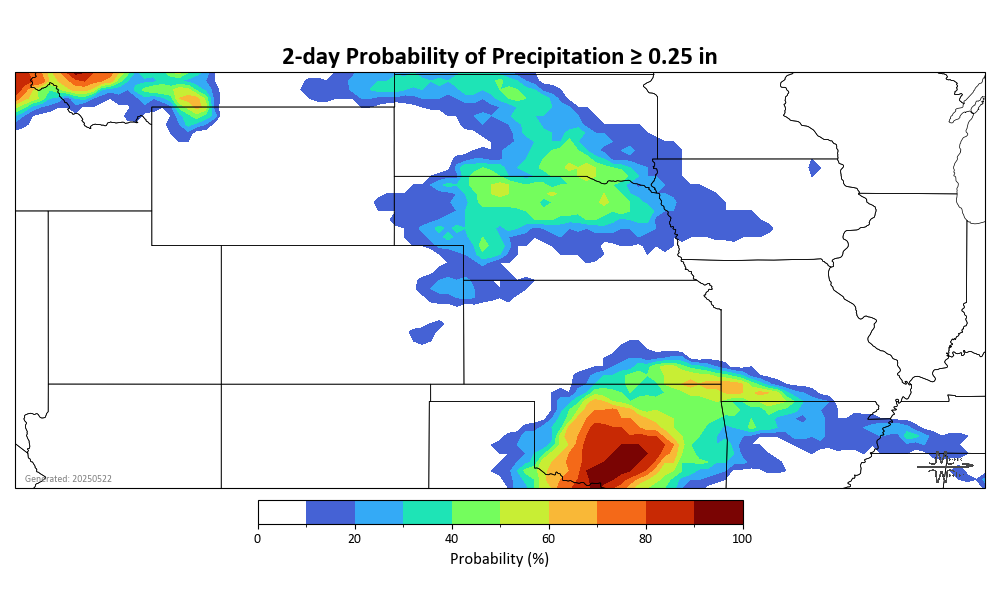 2-day Probability of Precipitation ≥ 0.25 in
Generated: 20250522
0 20 40 60 80 100
Probability (%)